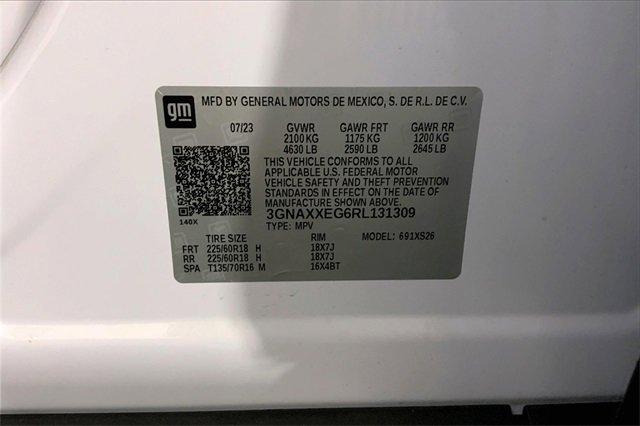 gm MFD BY GENERAL MOTORS DE MEXICO, S. DE R.L. DE C.V.
07/23 GVWR GAWR FRT GAWR RR
2100 KG 1175 KG 1200 KG
4630 LB 2590 LB 2645 LB
THIS VEHICLE CONFORMS TO ALL
APPLICABLE U.S. FEDERAL MOTOR
VEHICLE SAFETY AND THEFT PREVENTION
STANDARDS IN EFFECT ON THE DATE OF
MANUFACTURE SHOWN ABOVE.
3GNAXXEG6RL131309
140X TYPE: MPV
TIRE SIZE RIM MODEL: 691XS26
FRT 225/60R18 H 18X7J
RR 225/60R18 H 18X7J
SPA T135/70R16 M 16X4BT